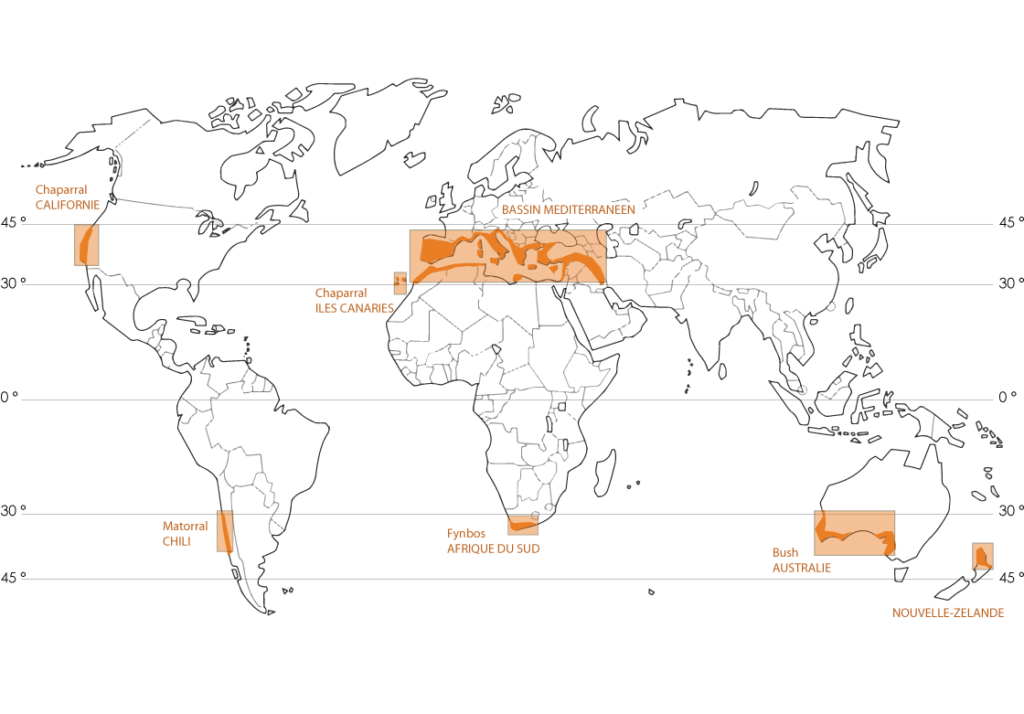 Chaparral
CALIFORNIE
BASSIN MEDITERRANEEN
45 °
45 °
30 °
30 °
Chaparral
ILES CANARIES
0 °
0 °
30 °
30 °
Matorral
CHILI
Fynbos
AFRIQUE DU SUD
Bush
AUSTRALIE
45 °
45 °
NOUVELLE-ZELANDE